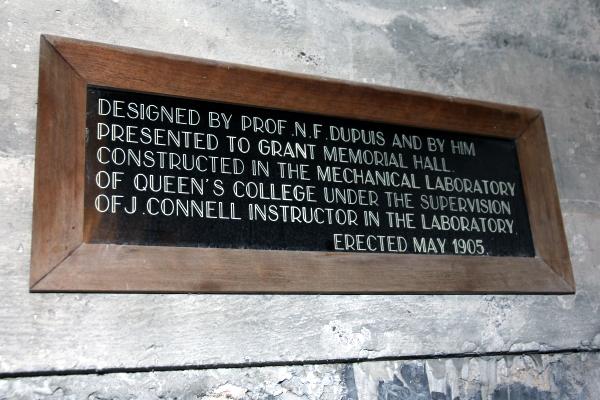 DESIGNED BY PROF. N. F. DUPUIS AND BY HIM
PRESENTED TO GRANT MEMORIAL HALL.
CONSTRUCTED IN THE MECHANICAL LABORATORY
OF QUEEN'S COLLEGE UNDER THE SUPERVISION
OF J. CONNELL INSTRUCTOR IN THE LABORATORY.
ERECTED MAY 1905.